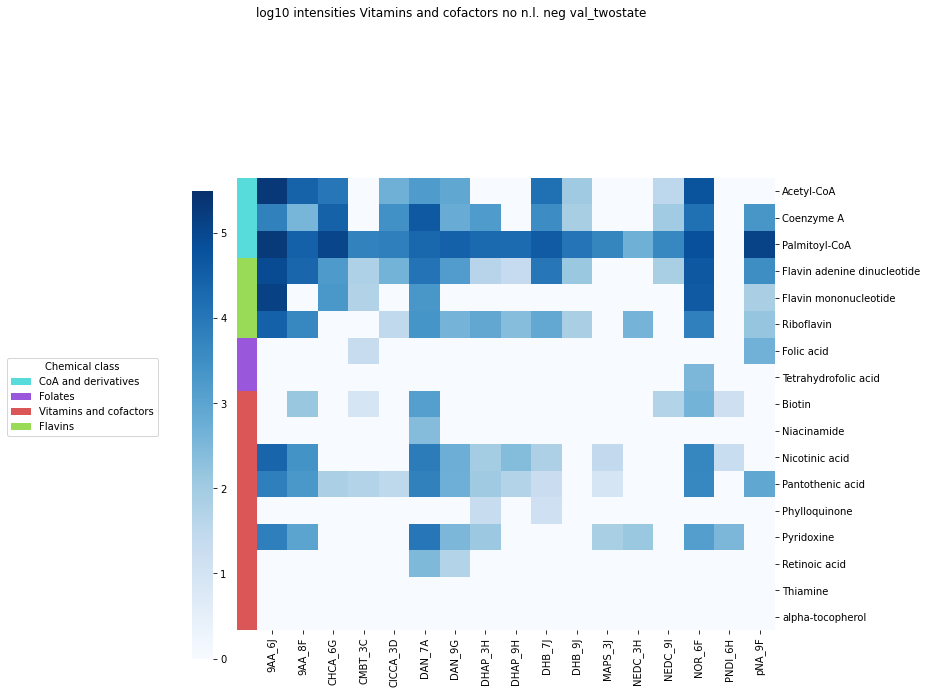 log10 intensities Vitamins and cofactors no n.l. neg val_twostate
Chemical class
CoA and derivatives
Folates
Vitamins and cofactors
Flavins
5
4
3
2
1
0
Acetyl-CoA
Coenzyme A
Palmitoyl-CoA
Flavin adenine dinucleotide
Flavin mononucleotide
Riboflavin
Folic acid
Tetrahydrofolic acid
Biotin
Niacinamide
Nicotinic acid
Pantothenic acid
Phylloquinone
Pyridoxine
Retinoic acid
Thiamine
alpha-tocopherol
9AA_6J
9AA_8F
CHCA_6G
CMBT_3C
ClCCA_3D
DAN_7A
DAN_9G
DHAP_3H
DHAP_9H
DHB_7J
DHB_9J
MAPS_3J
NEDC_3H
NEDC_9I
NOR_6F
PNDI_6H
pNA_9F